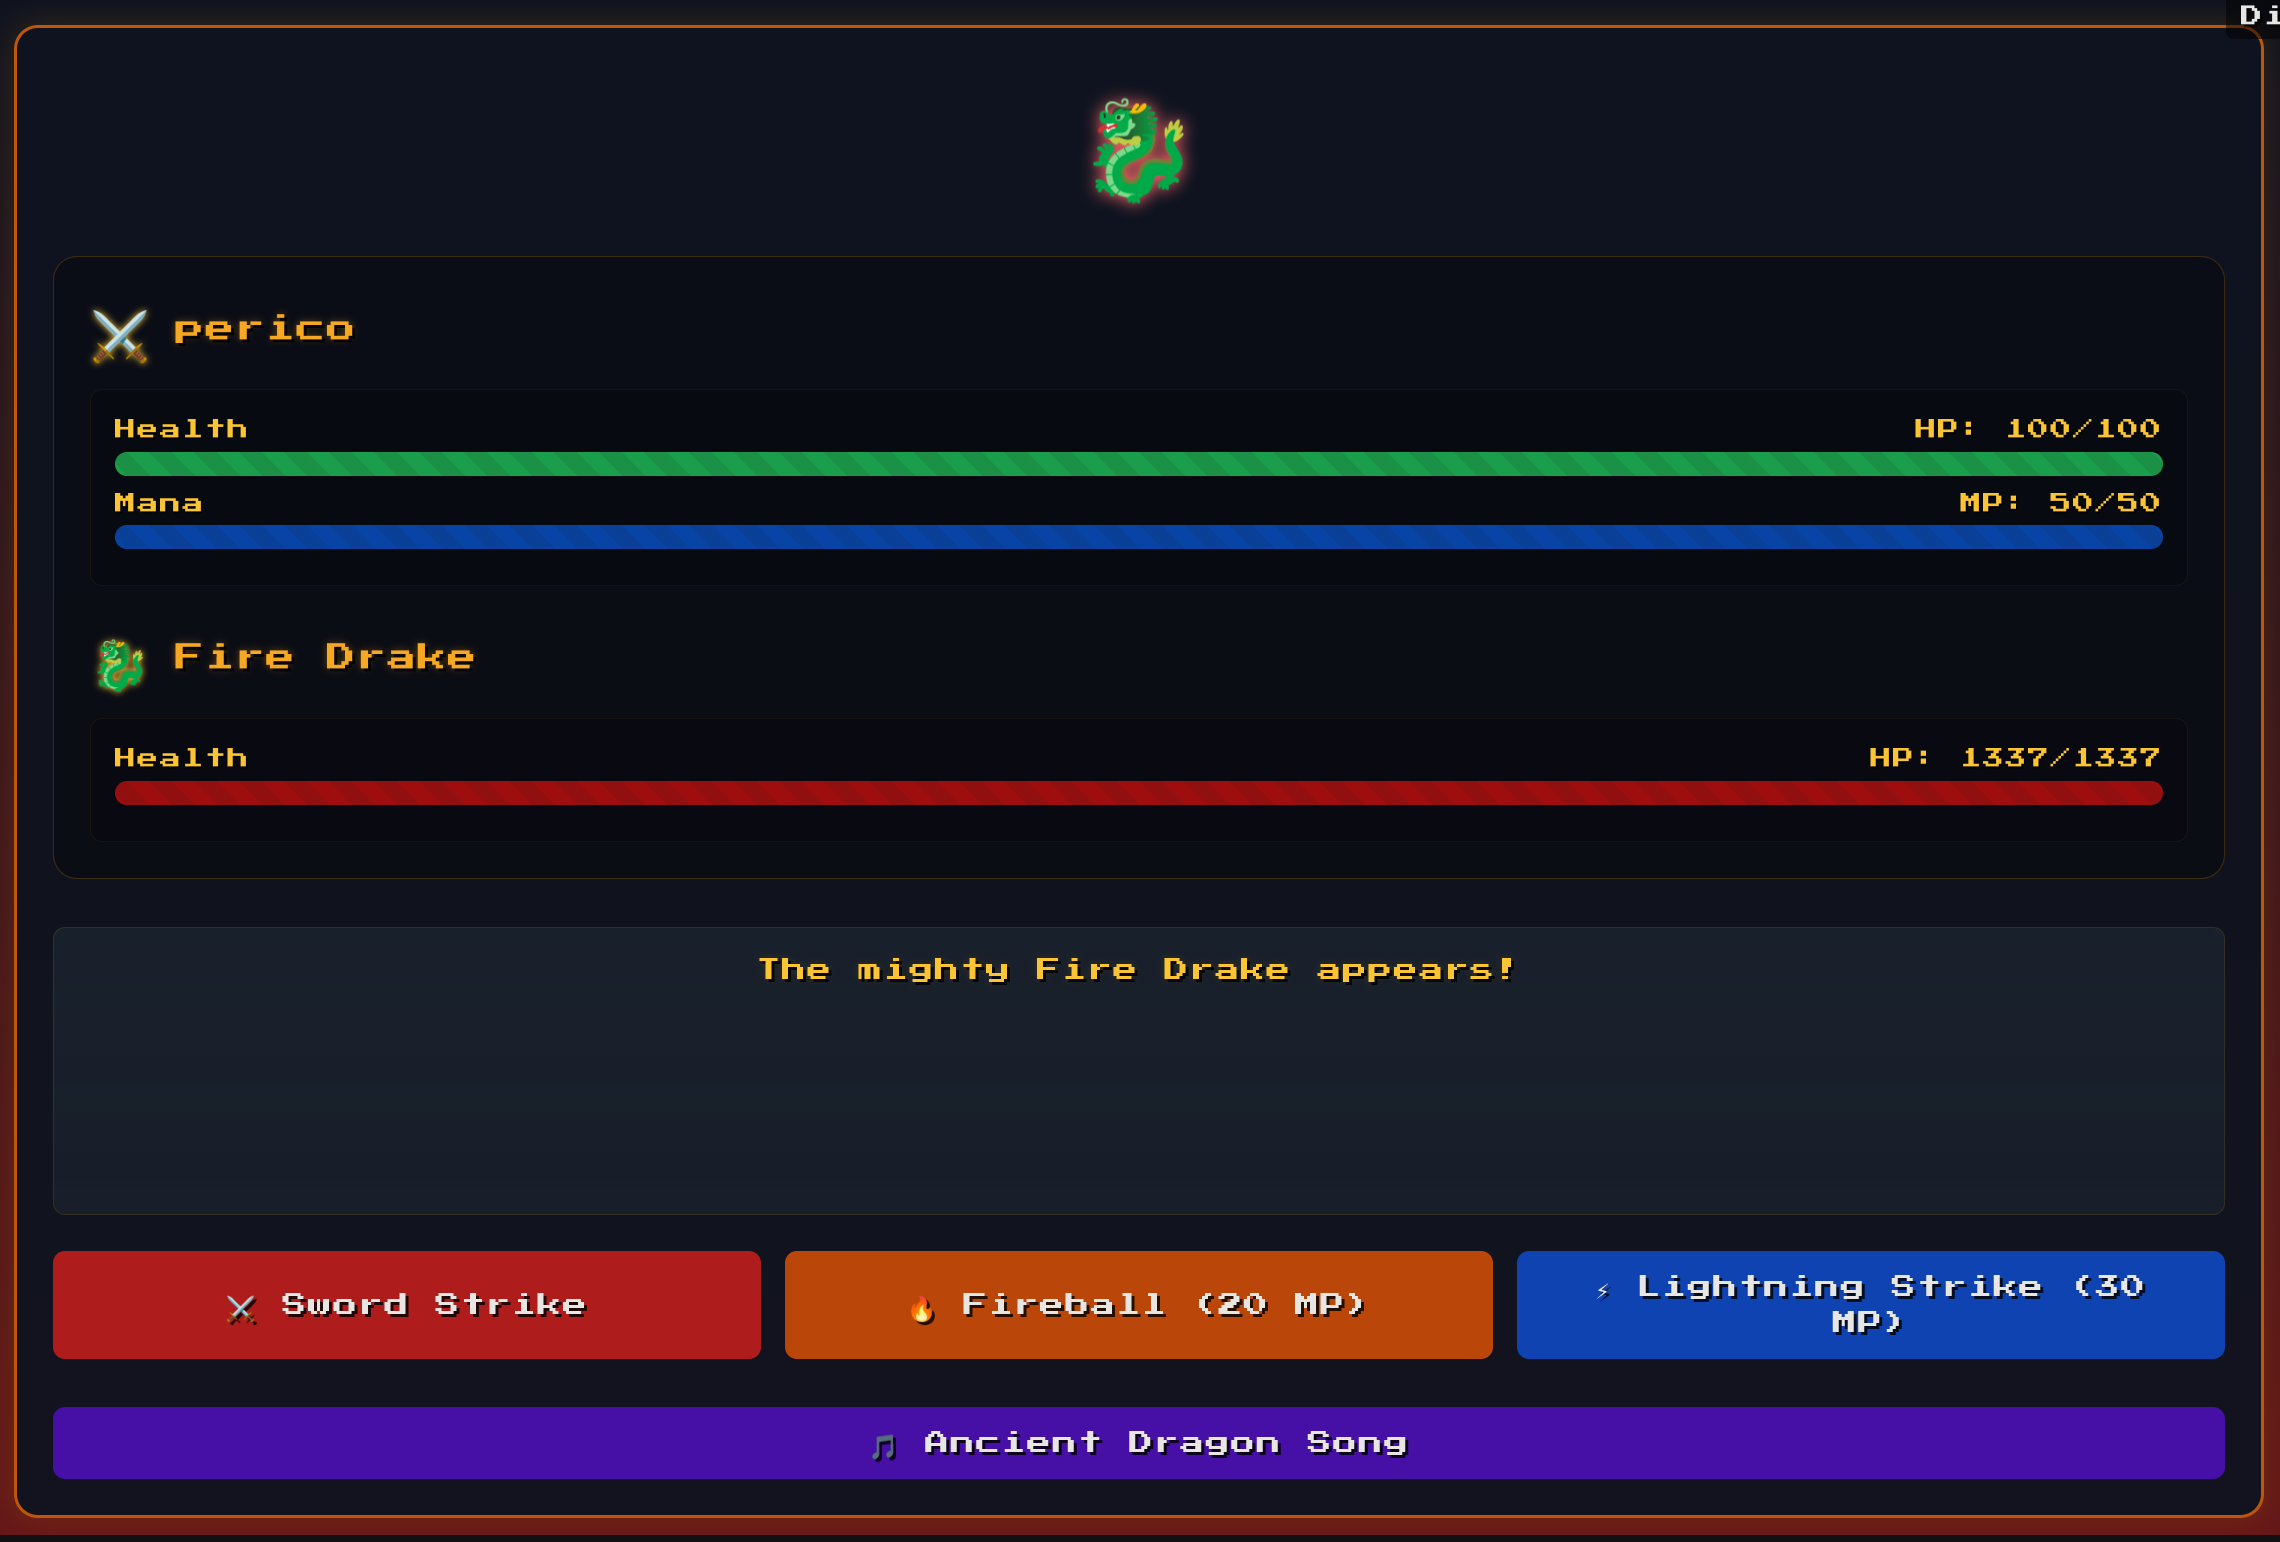 Di
perico
Health HP: 100/100
Mana MP: 50/50
Fire Drake
Health HP: 1337/1337
The mighty Fire Drake appears!
Sword Strike
Fireball (20 MP)
Lightning Strike (30
MP)
Ancient Dragon Song